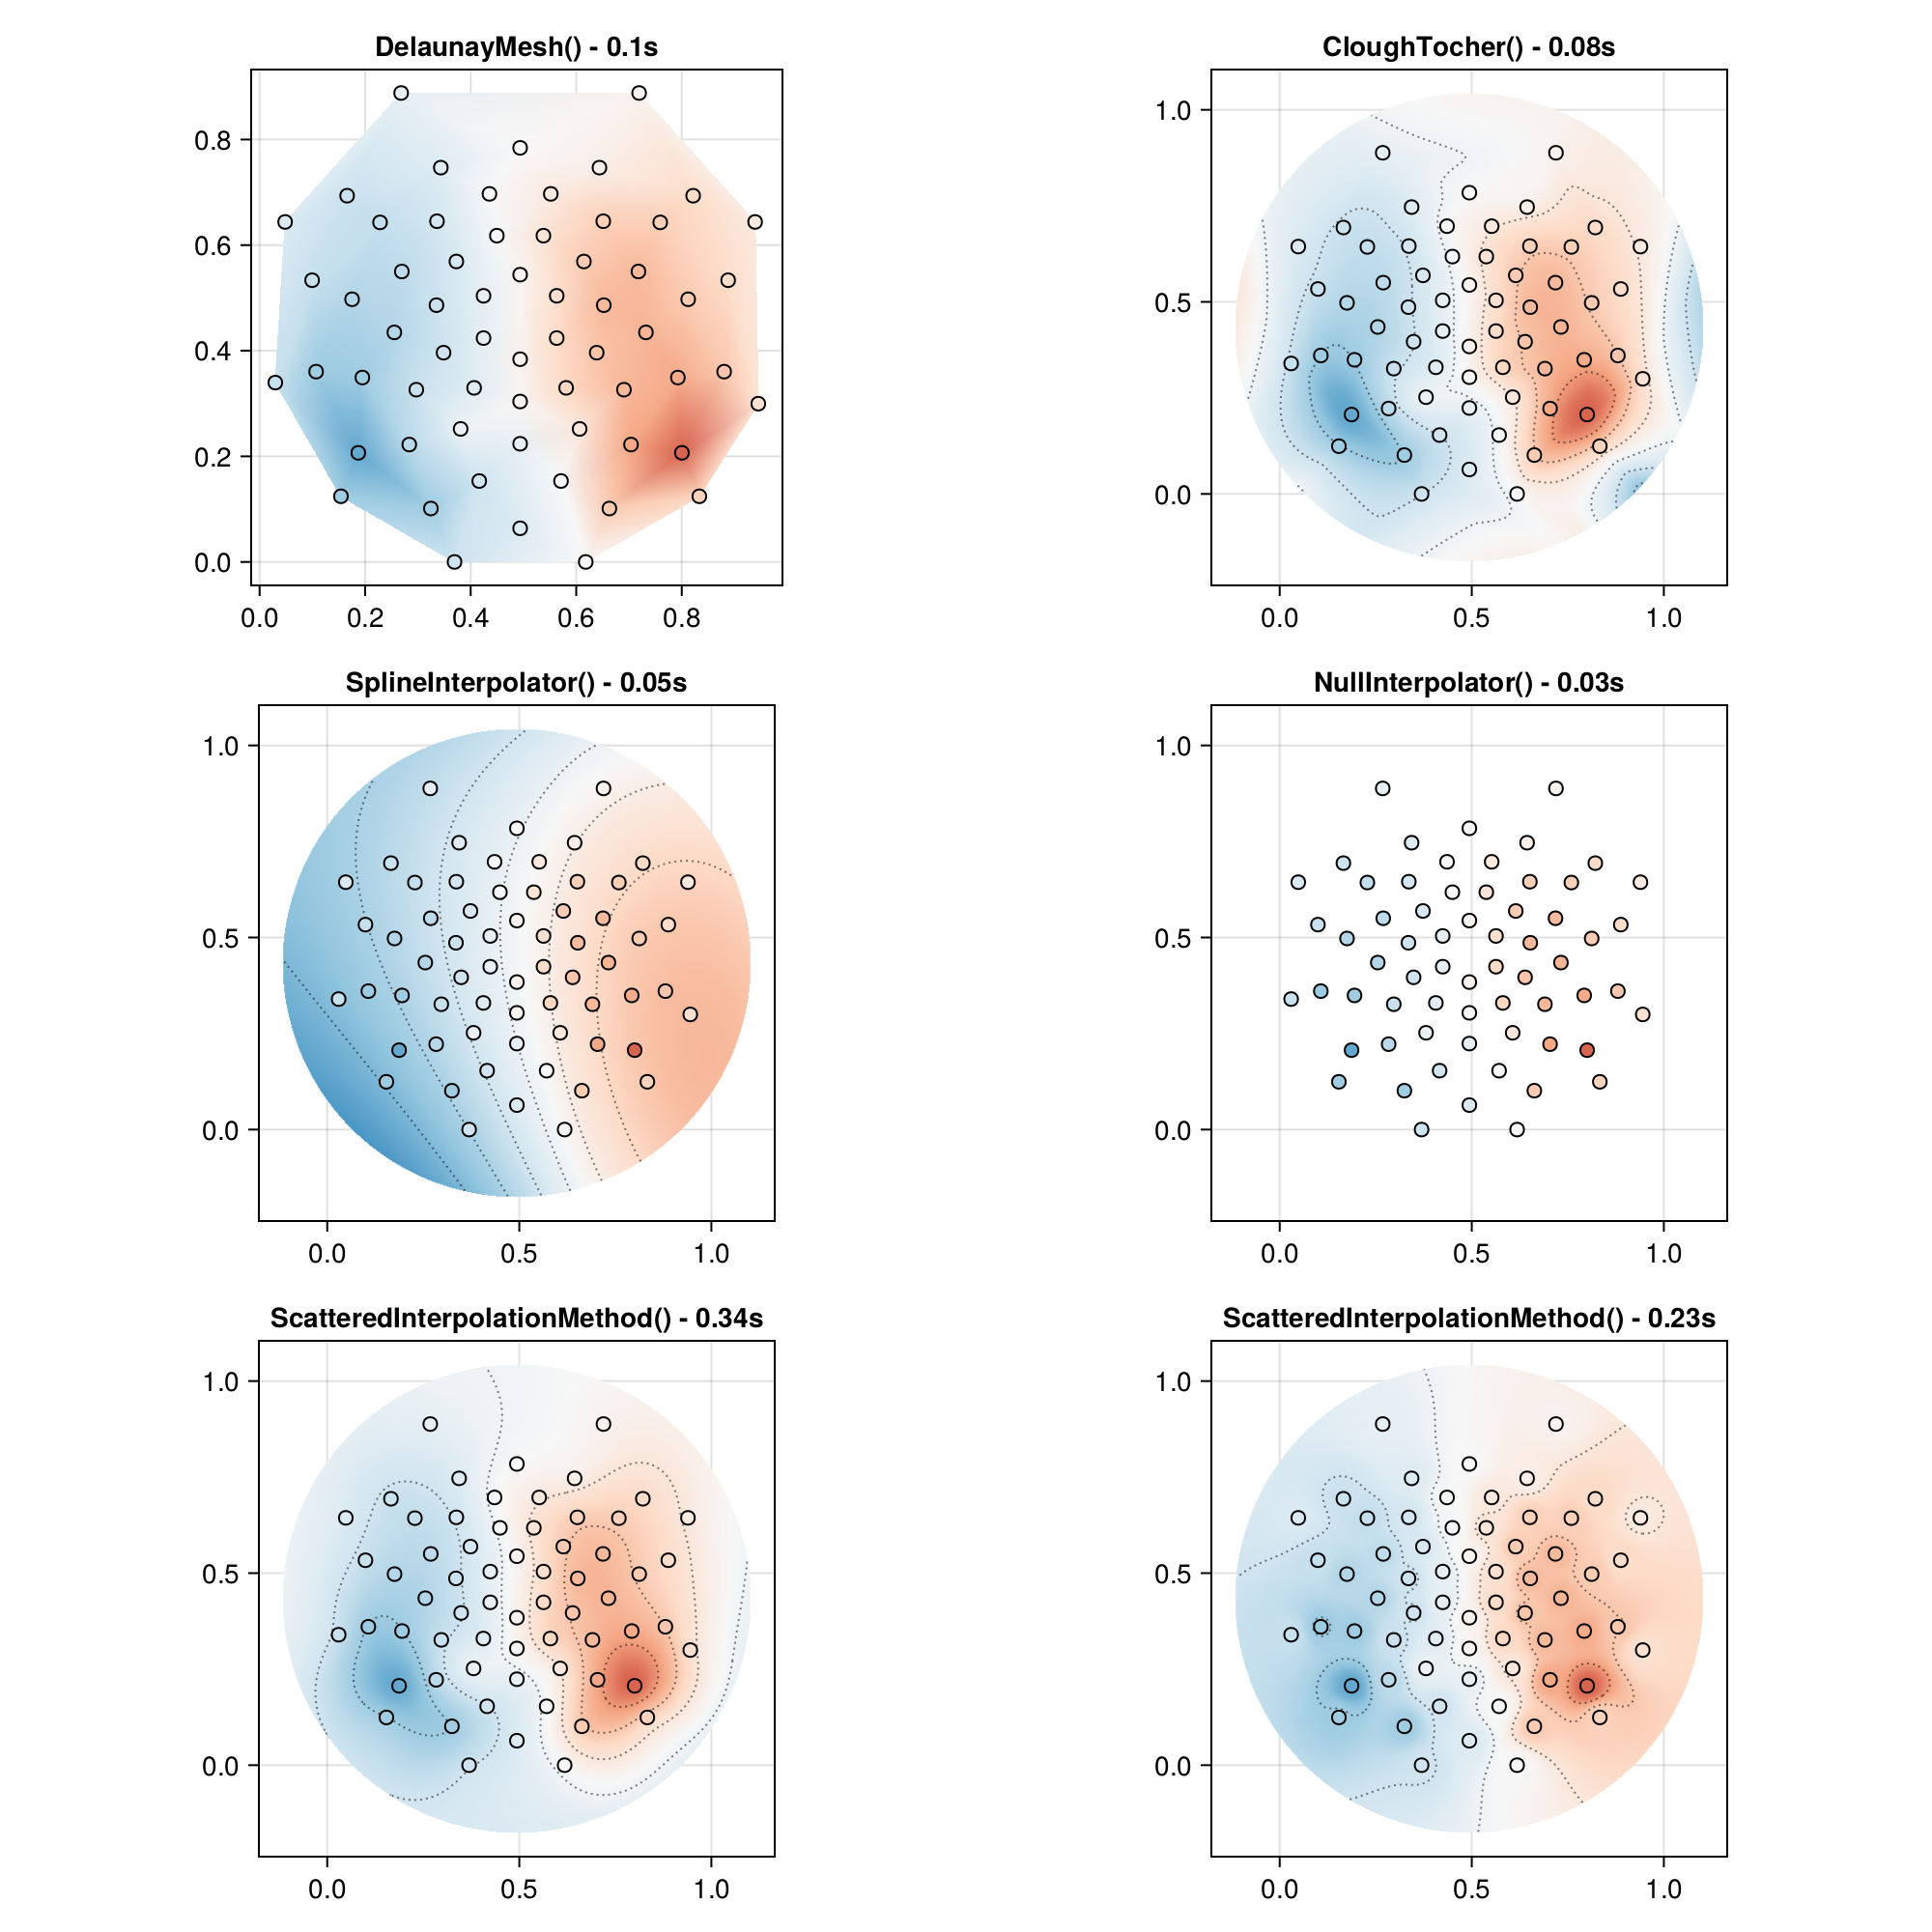 DelaunayMesh() - 0.1s
0.8
0.6
0.4
0.2
0.0
0.0 0.2 0.4 0.6 0.8
CloughTocher() - 0.08s
1.0
0.5
0.0
0.0 0.5 1.0
SplineInterpolator() - 0.05s
1.0
0.5
0.0
0.0 0.5 1.0
NullInterpolator() - 0.03s
1.0
0.5
0.0
0.0 0.5 1.0
ScatteredInterpolationMethod() - 0.34s
1.0
0.5
0.0
0.0 0.5 1.0
ScatteredInterpolationMethod() - 0.23s
1.0
0.5
0.0
0.0 0.5 1.0